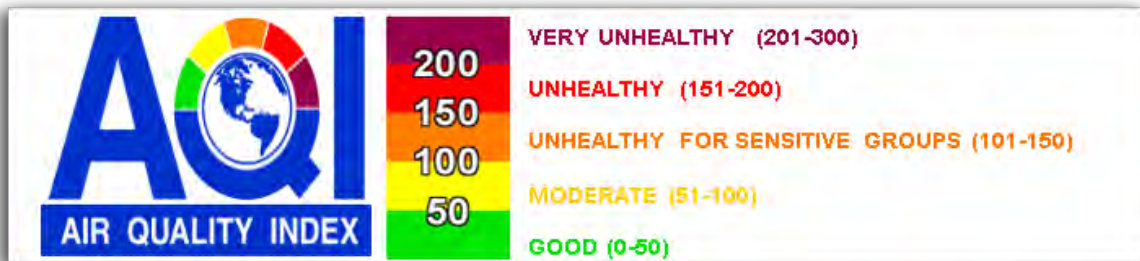 AQI
AIR QUALITY INDEX
200
150
100
50
VERY UNHEALTHY (201-300)
UNHEALTHY (151-200)
UNHEALTHY FOR SENSITIVE GROUPS (101-150)
MODERATE (51-100)
GOOD (0-50)